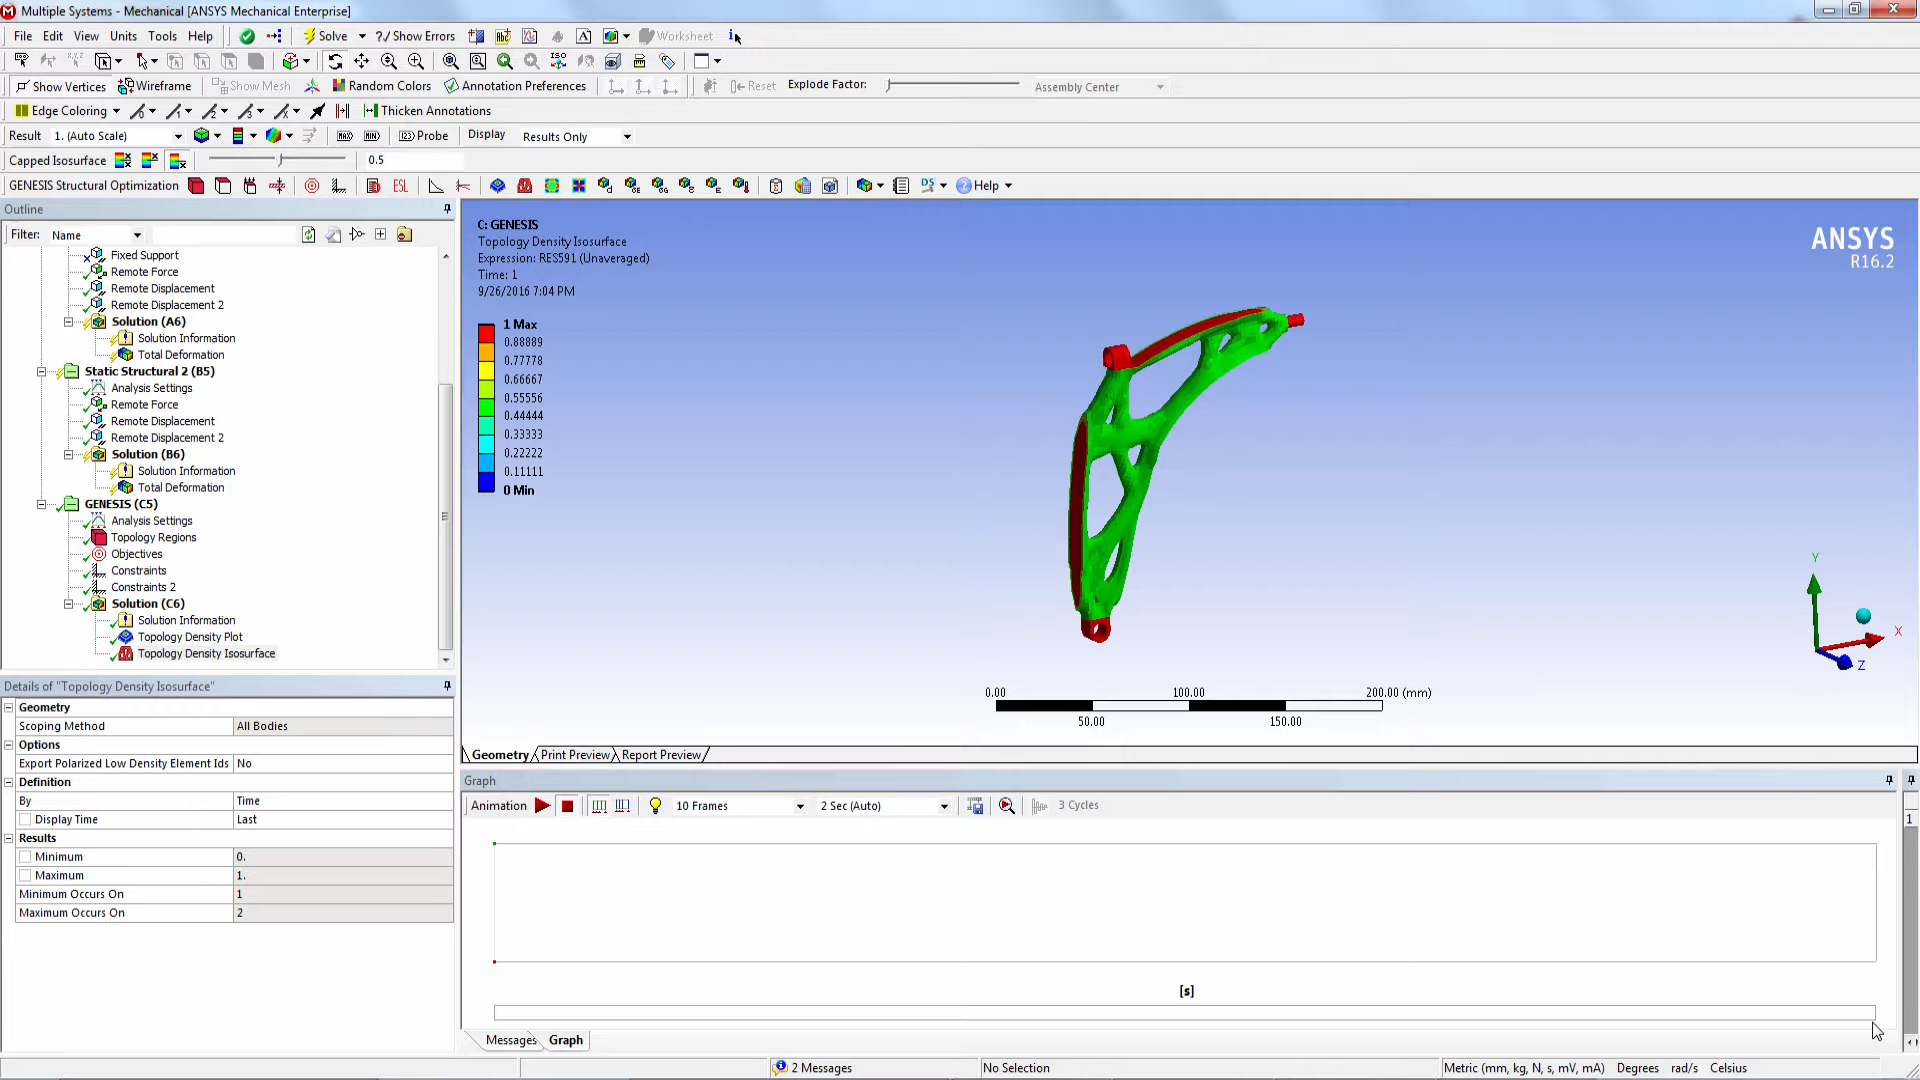 Multiple Systems - Mechanical [ANSYS Mechanical Enterprise]
File Edit View Units Tools Help Solve ?/ Show Errors Worksheet
Show Vertices Wireframe Show Mesh Random Colors Annotation Preferences Reset Explode Factor: Assembly Center
Edge Coloring Thicken Annotations
Result 1. (Auto Scale) MAX MIN Probe Display Results Only
Capped Isosurface 0.5
GENESIS Structural Optimization ESL DS Help
Outline
Filter: Name
Fixed Support
Remote Force
Remote Displacement
Remote Displacement 2
Solution (A6)
Solution Information
Total Deformation
Static Structural 2 (B5)
Analysis Settings
Remote Force
Remote Displacement
Remote Displacement 2
Solution (B6)
Solution Information
Total Deformation
GENESIS (C5)
Analysis Settings
Topology Regions
Objectives
Constraints
Constraints 2
Solution (C6)
Solution Information
Topology Density Plot
Topology Density Isosurface
Details of "Topology Density Isosurface"
Geometry
Scoping Method All Bodies
Options
Export Polarized Low Density Element Ids No
Definition
By Time
Display Time Last
Results
Minimum 0.
Maximum 1.
Minimum Occurs On 1
Maximum Occurs On 2
C: GENESIS
Topology Density Isosurface
Expression: RES591 (Unaveraged)
Time: 1
9/26/2016 7:04 PM
1 Max
0.88889
0.77778
0.66667
0.55556
0.44444
0.33333
0.22222
0.11111
0 Min
ANSYS
R16.2
Y
X
Z
0.00 100.00 200.00 (mm)
50.00 150.00
Geometry Print Preview Report Preview
Graph
Animation 10 Frames 2 Sec (Auto) 3 Cycles
1
[s]
Messages Graph
2 Messages No Selection Metric (mm, kg, N, s, mV, mA) Degrees rad/s Celsius